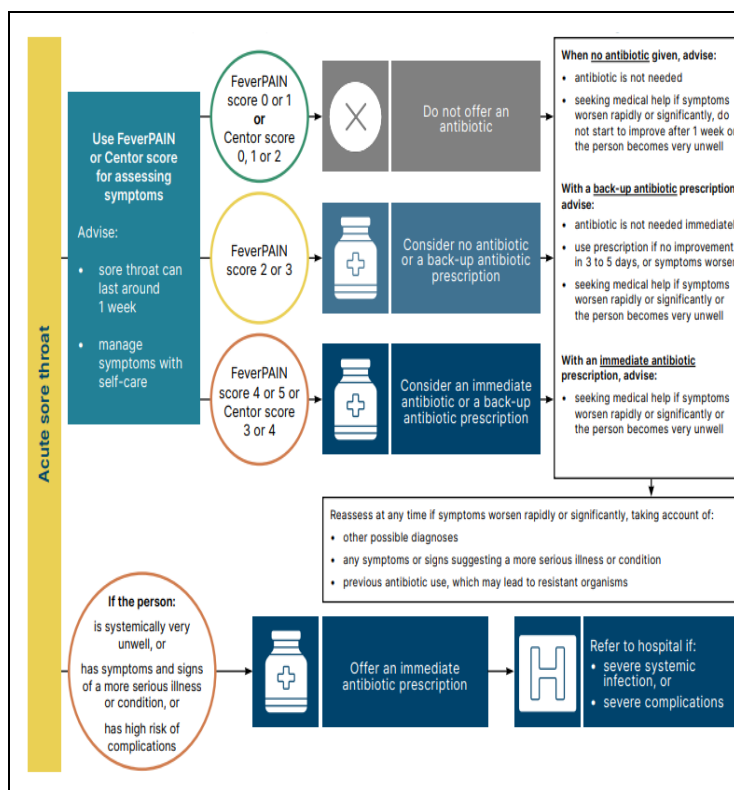 Acute sore throat
Use FeverPAIN
or Centor score
for assessing
symptoms
Advise:
• sore throat can
last around
1 week
• manage
symptoms with
self-care
FeverPAIN
score 0 or 1
or
Centor score
0, 1 or 2
Do not offer an
antibiotic
FeverPAIN
score 2 or 3
Consider no antibiotic
or a back-up antibiotic
prescription
FeverPAIN
score 4 or 5 or
Centor score
3 or 4
Consider an immediate
antibiotic or a back-up
antibiotic prescription
When no antibiotic given, advise:
• antibiotic is not needed
• seeking medical help if symptoms
worsen rapidly or significantly, do
not start to improve after 1 week or
the person becomes very unwell
With a back-up antibiotic prescription,
advise:
• antibiotic is not needed immediatel
• use prescription if no improvement
in 3 to 5 days, or symptoms worsen
• seeking medical help if symptoms
worsen rapidly or significantly or
the person becomes very unwell
With an immediate antibiotic
prescription, advise:
• seeking medical help if symptoms
worsen rapidly or significantly or
the person becomes very unwell
Reassess at any time if symptoms worsen rapidly or significantly, taking account of:
• other possible diagnoses
• any symptoms or signs suggesting a more serious illness or condition
• previous antibiotic use, which may lead to resistant organisms
If the person:
is systemically very
unwell, or
has symptoms and signs
of a more serious illness
or condition, or
has high risk of
complications
Offer an immediate
antibiotic prescription
H
Refer to hospital if:
• severe systemic
infection, or
• severe complications